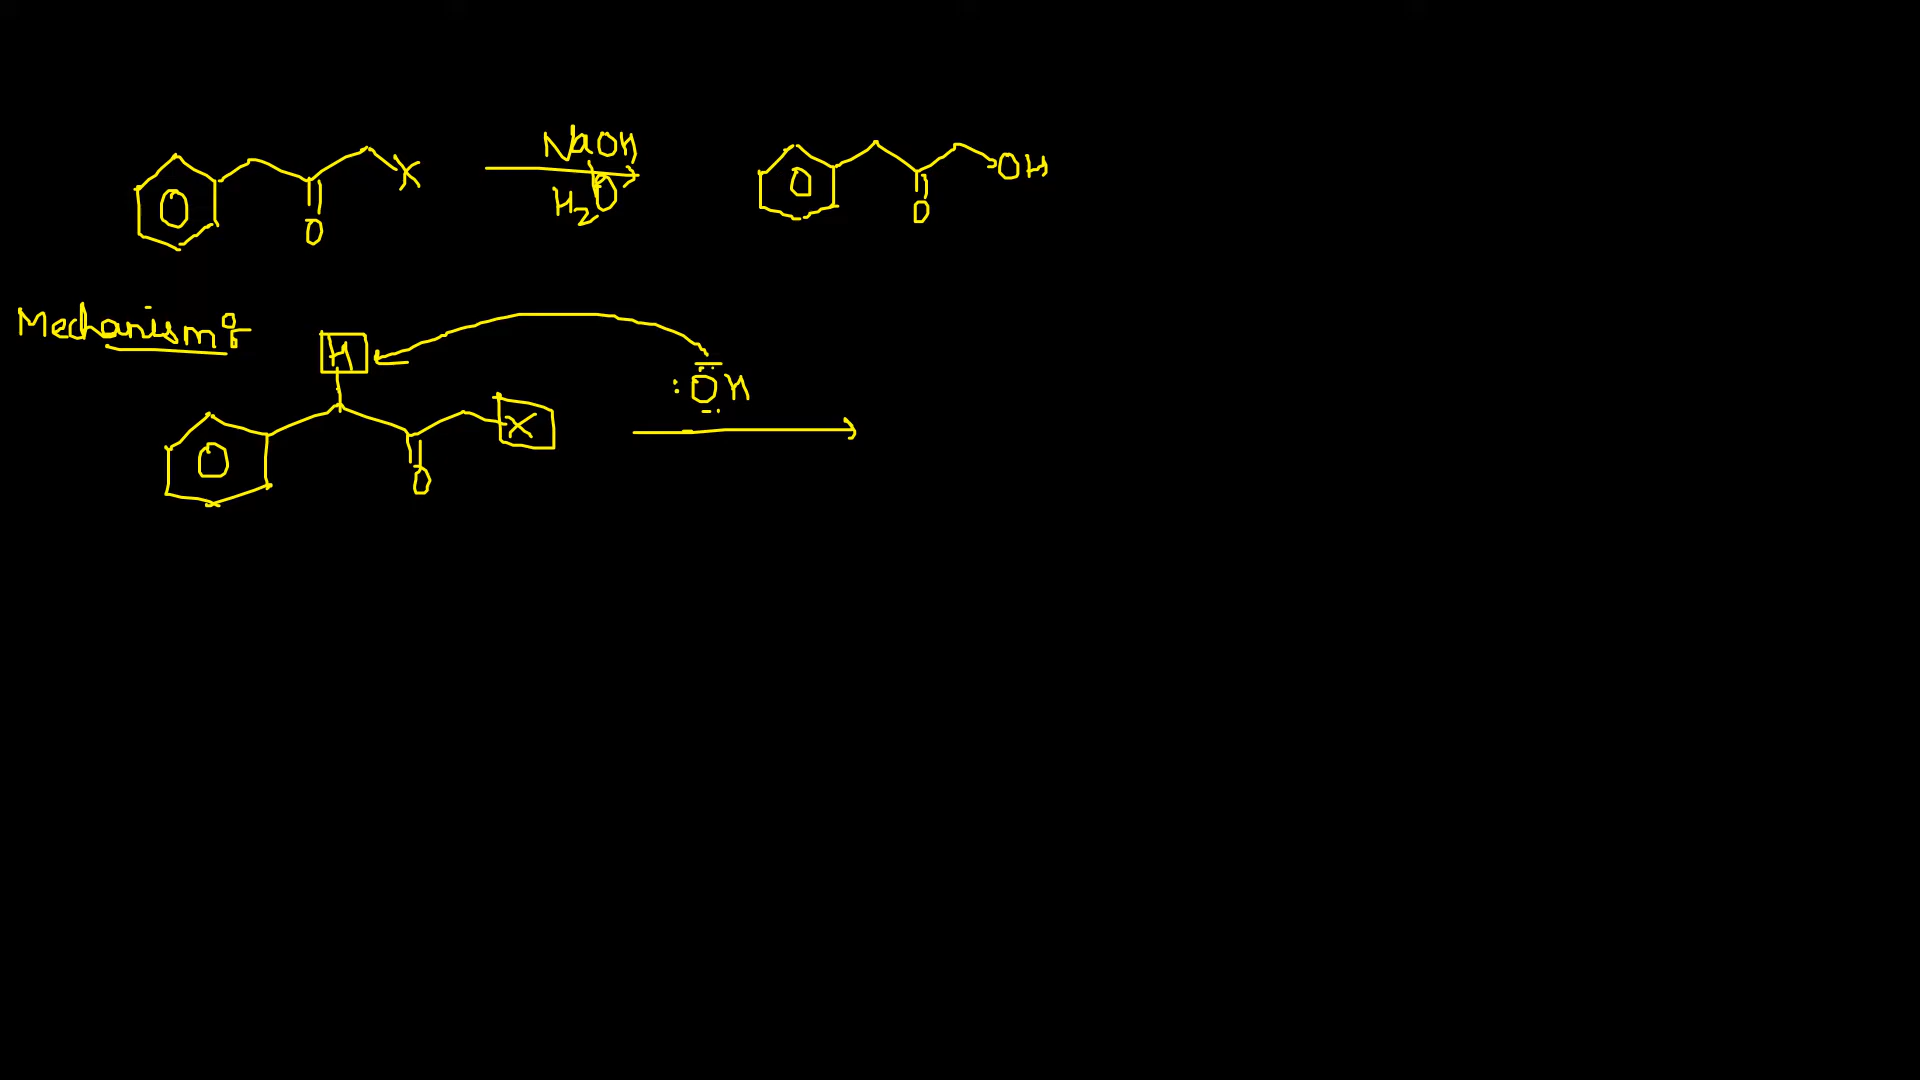 X NaOH H₂O O OH O
Mechanism:
H :OH
X
O